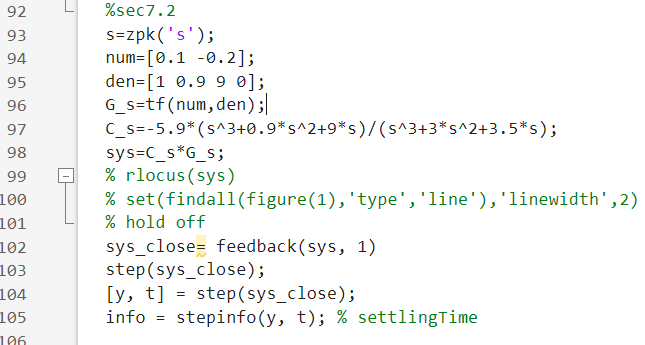 92 %sec7.2
93 s=zpk('s');
94 num=[0.1 -0.2];
95 den=[1 0.9 9 0];
96 G_s=tf(num,den);
97 C_s=-5.9*(s^3+0.9*s^2+9*s)/(s^3+3*s^2+3.5*s);
98 sys=C_s*G_s;
99 % rlocus(sys)
100 % set(findall(figure(1),'type','line'),'linewidth',2)
101 % hold off
102 sys_close= feedback(sys, 1)
103 step(sys_close);
104 [y, t] = step(sys_close);
105 info = stepinfo(y, t); % settlingTime
106